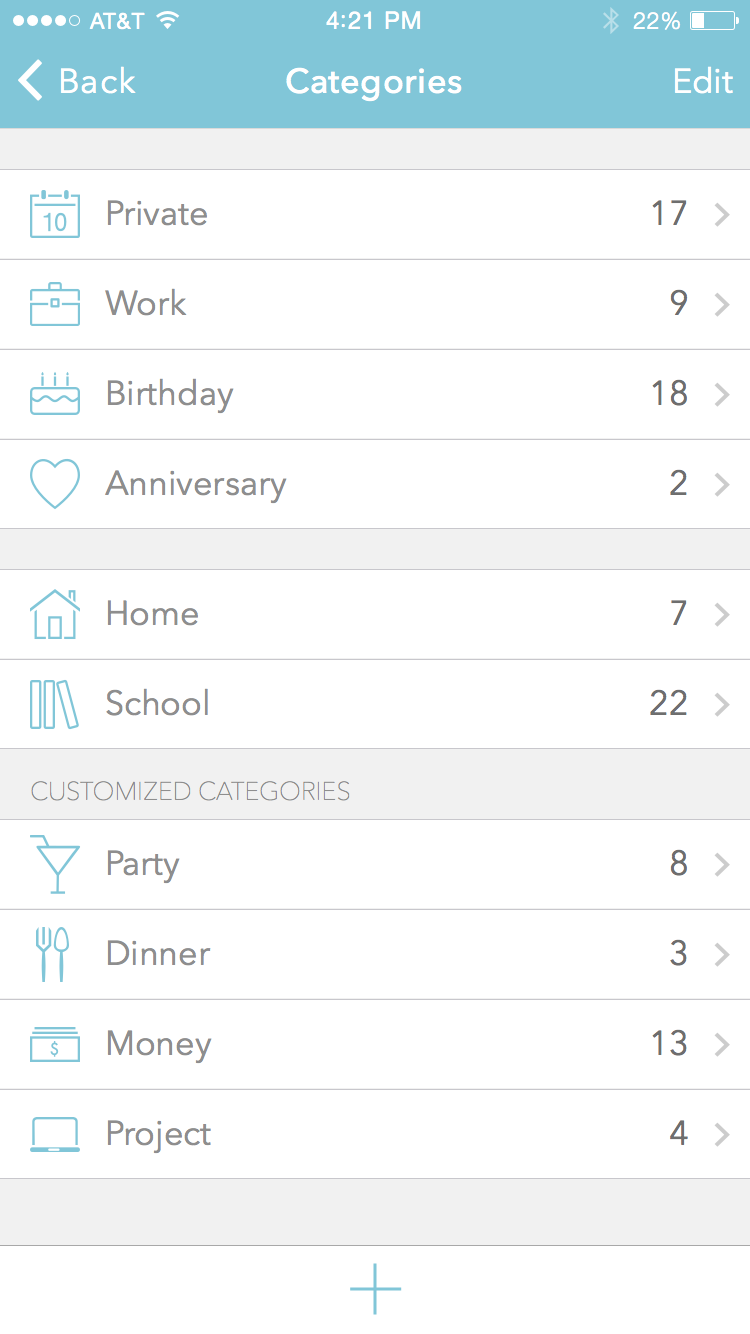 AT&T 4:21 PM 22%
Back Categories Edit
10 Private 17
Work 9
Birthday 18
Anniversary 2
Home 7
School 22
CUSTOMIZED CATEGORIES
Party 8
Dinner 3
$ Money 13
Project 4